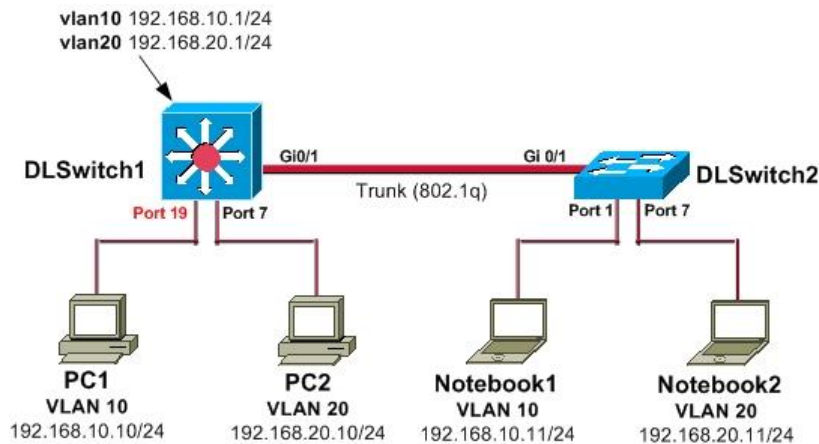 vlan10 192.168.10.1/24
vlan20 192.168.20.1/24
DLSwitch1
Gi0/1
Gi 0/1
Trunk (802.1q)
DLSwitch2
Port 19
Port 7
Port 1
Port 7
PC1
VLAN 10
192.168.10.10/24
PC2
VLAN 20
192.168.20.10/24
Notebook1
VLAN 10
192.168.10.11/24
Notebook2
VLAN 20
192.168.20.11/24